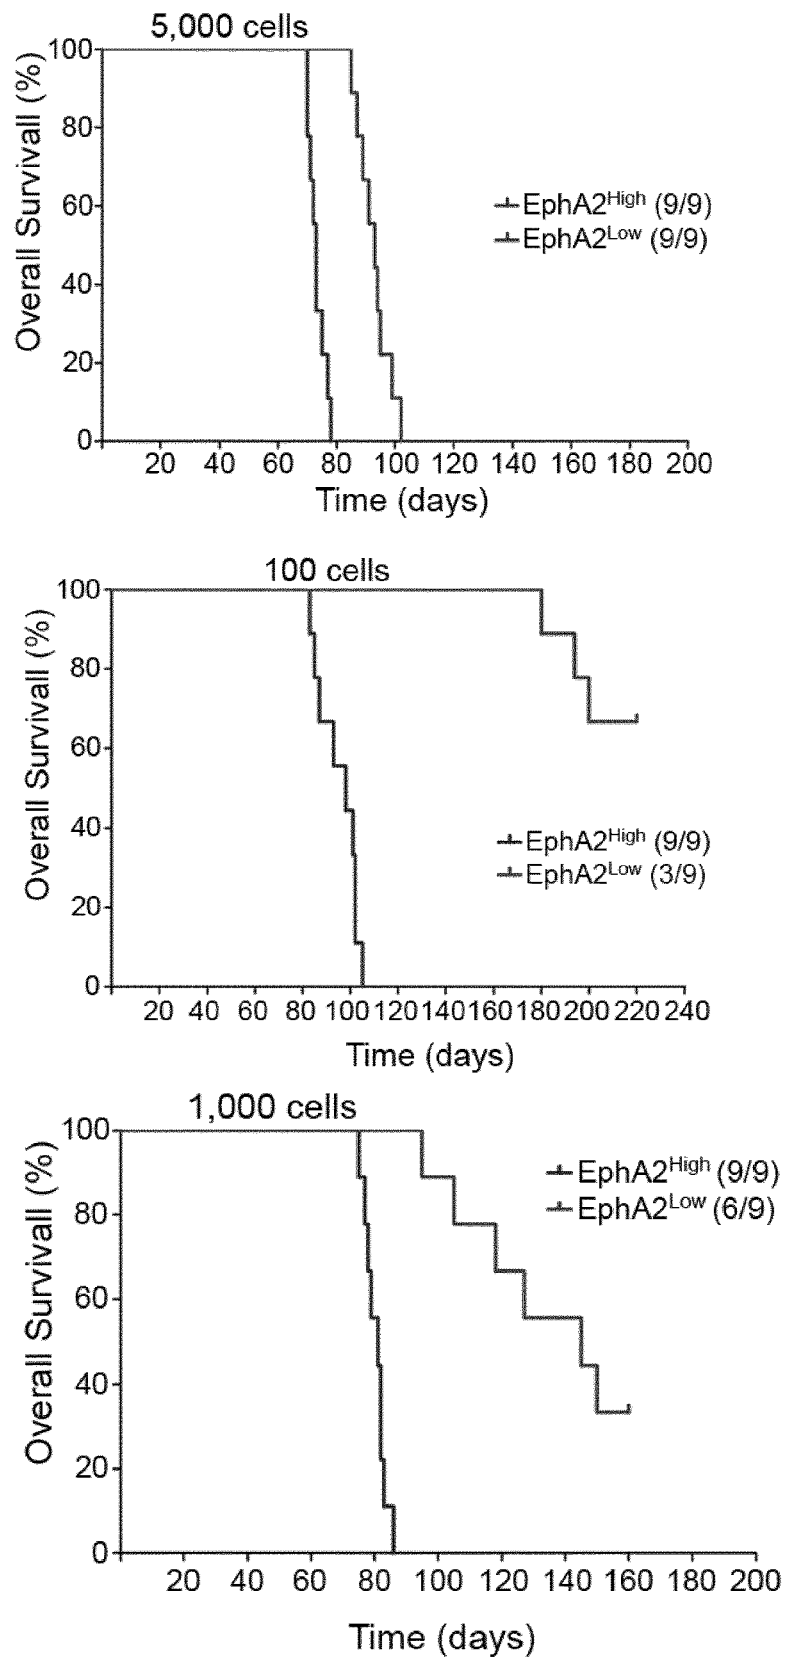 5,000 cells
Overall Survivall (%)
100
80
60
40
20
0
EphA2High (9/9)
EphA2Low (9/9)
20 40 60 80 100 120 140 160 180 200
Time (days)
100 cells
Overall Survivall (%)
100
80
60
40
20
0
EphA2High (9/9)
EphA2Low (3/9)
20 40 60 80 100 120 140 160 180 200 220 240
Time (days)
1,000 cells
Overall Survivall (%)
100
80
60
40
20
0
EphA2High (9/9)
EphA2Low (6/9)
20 40 60 80 100 120 140 160 180 200
Time (days)